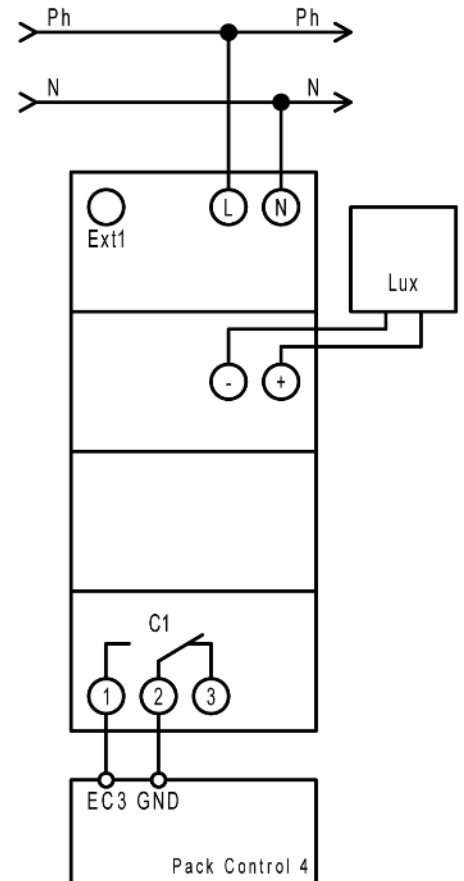 Ph Ph
N N
L N
Ext1
Lux
- +
C1
1 2 3
EC3 GND
Pack Control 4